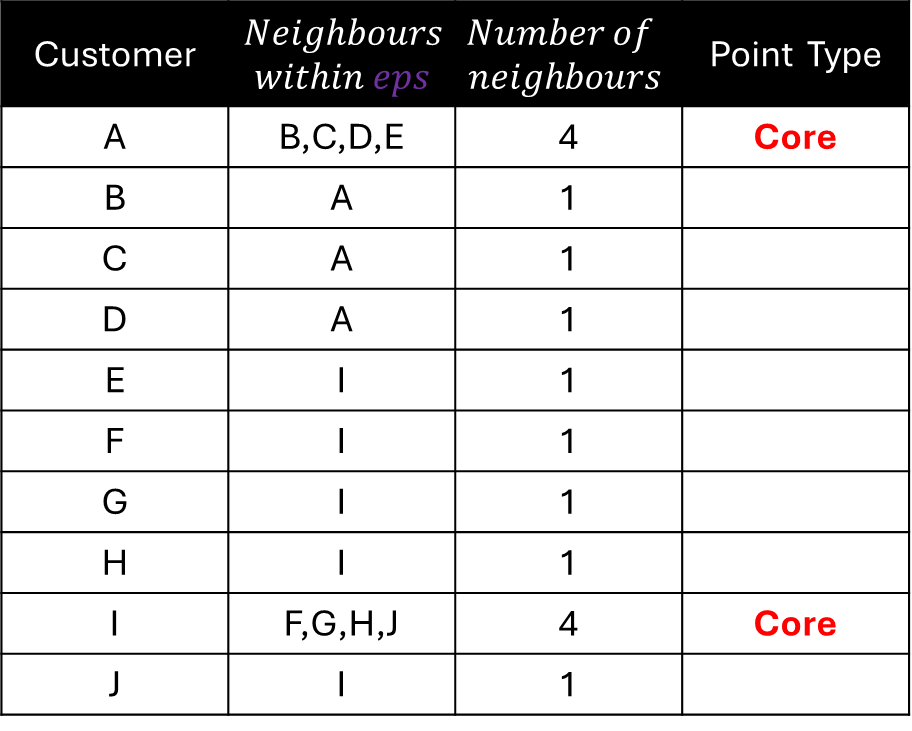 Customer Neighbours within eps Number of neighbours Point Type
A B,C,D,E 4 Core
B A 1
C A 1
D A 1
E I 1
F I 1
G I 1
H I 1
I F,G,H,J 4 Core
J I 1